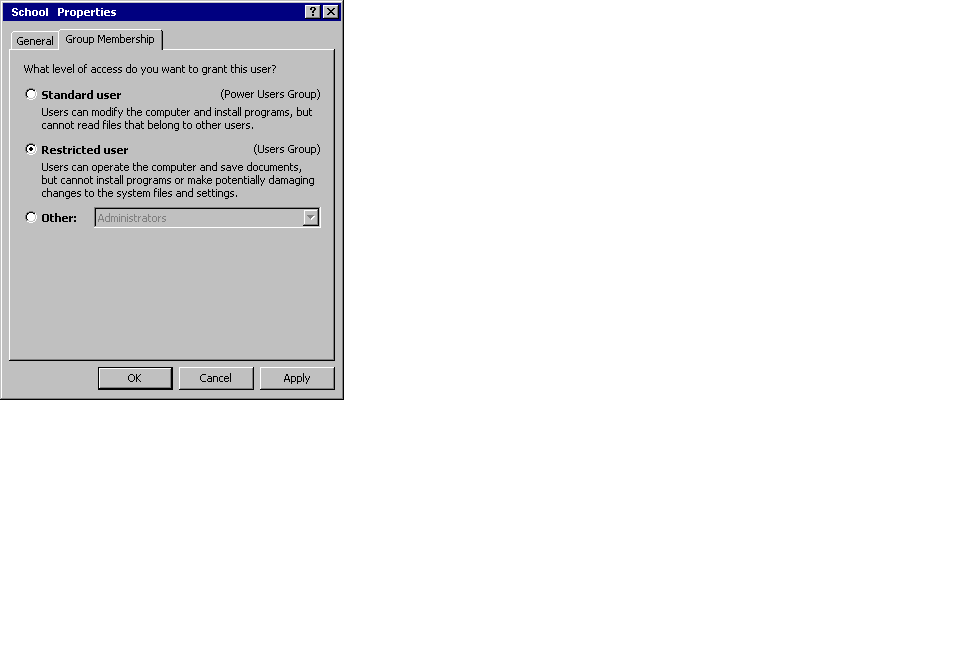 School Properties
General Group Membership
What level of access do you want to grant this user?
Standard user (Power Users Group)
Users can modify the computer and install programs, but
cannot read files that belong to other users.
Restricted user (Users Group)
Users can operate the computer and save documents,
but cannot install programs or make potentially damaging
changes to the system files and settings.
Other: Administrators
OK Cancel Apply